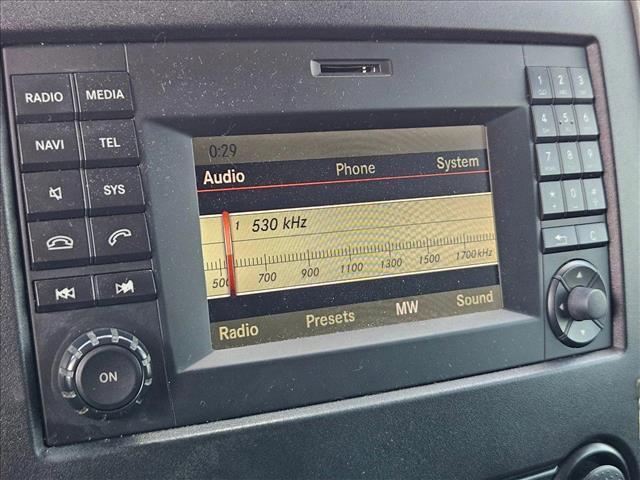 RADIO MEDIA
NAVI TEL
SYS
ON
0:29
Audio Phone System
1 530 kHz
500 700 900 1100 1300 1500 1700 kHz
Radio Presets MW Sound
1 2 3
4 5 6
7 8 9
* 0 #
C